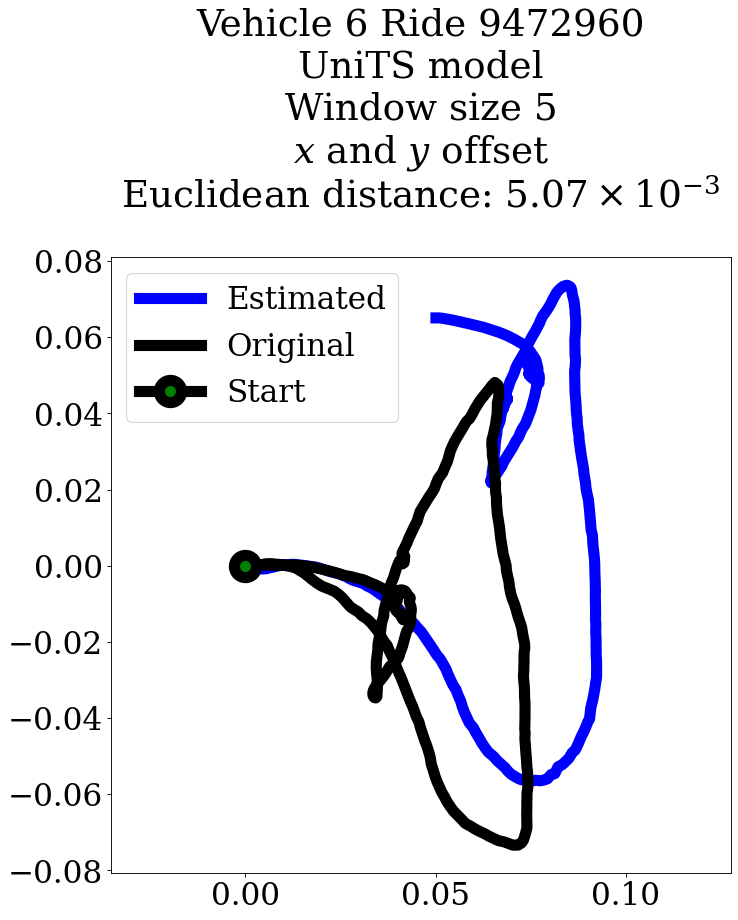 Vehicle 6 Ride 9472960
UniTS model
Window size 5
x and y offset
Euclidean distance: 5.07 × 10⁻³
0.08
0.06
0.04
0.02
0.00
−0.02
−0.04
−0.06
−0.08
Estimated
Original
Start
0.00 0.05 0.10